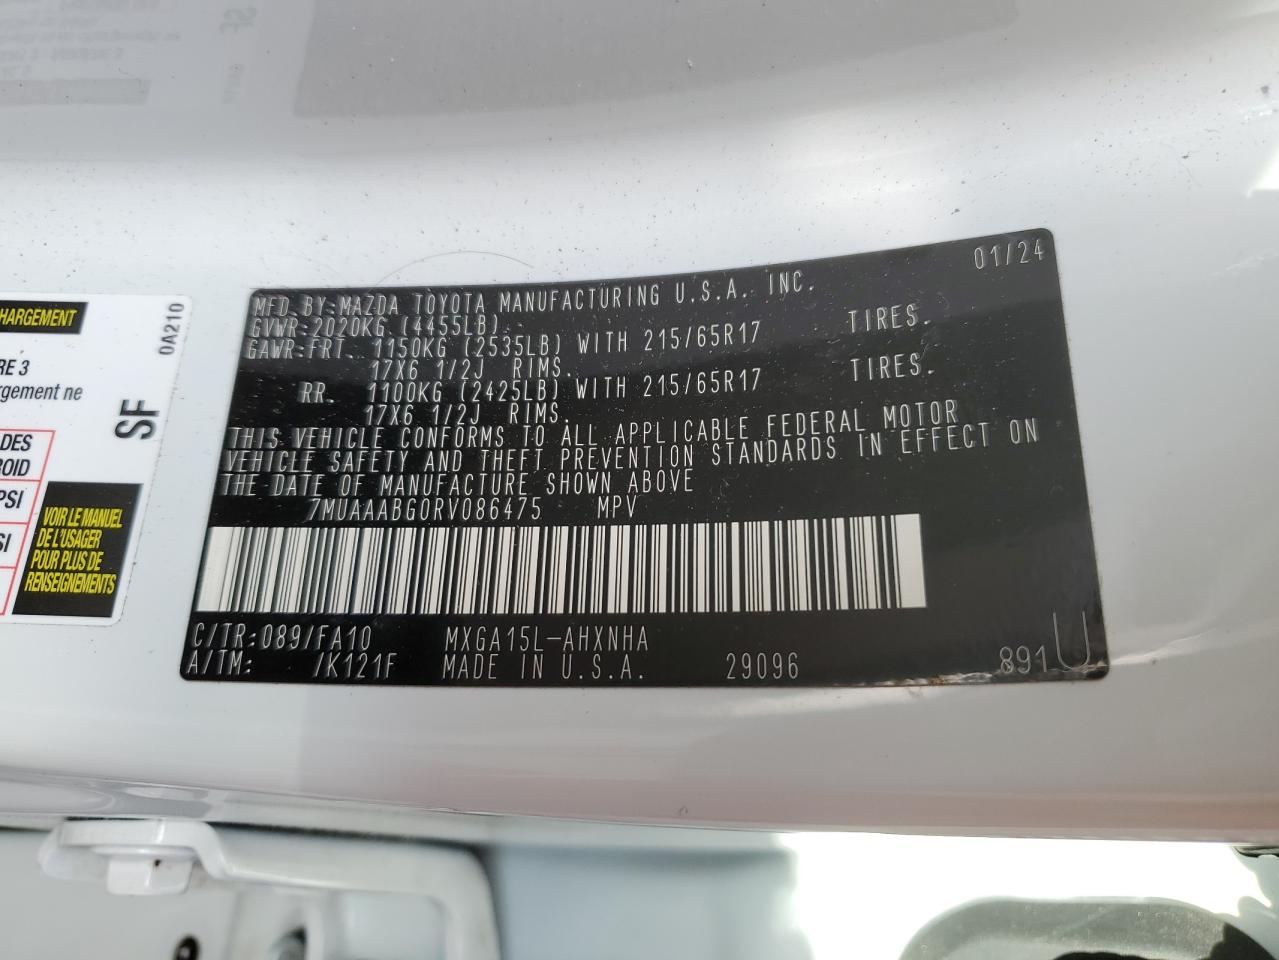 HARGEMENT
0A210
RE 3
argement ne
SF
DES
ROID
PSI
SI
VOIR LE MANUEL
DE L'USAGER
POUR PLUS DE
RENSEIGNEMENTS
01/24
MFD.BY:MAZDA TOYOTA MANUFACTURING U.S.A. INC.
GVWR:2020KG (4455LB)
GAWR:FRT. 1150KG (2535LB) WITH 215/65R17 TIRES.
17X6 1/2J RIMS.
RR. 1100KG (2425LB) WITH 215/65R17 TIRES.
17X6 1/2J RIMS.
THIS VEHICLE CONFORMS TO ALL APPLICABLE FEDERAL MOTOR
VEHICLE SAFETY AND THEFT PREVENTION STANDARDS IN EFFECT ON
THE DATE OF MANUFACTURE SHOWN ABOVE
7MUAAABG0RV086475 MPV
C/TR:089/FA10 MXGA15L-AHXNHA
A/TM: /K121F MADE IN U.S.A. 29096 891U